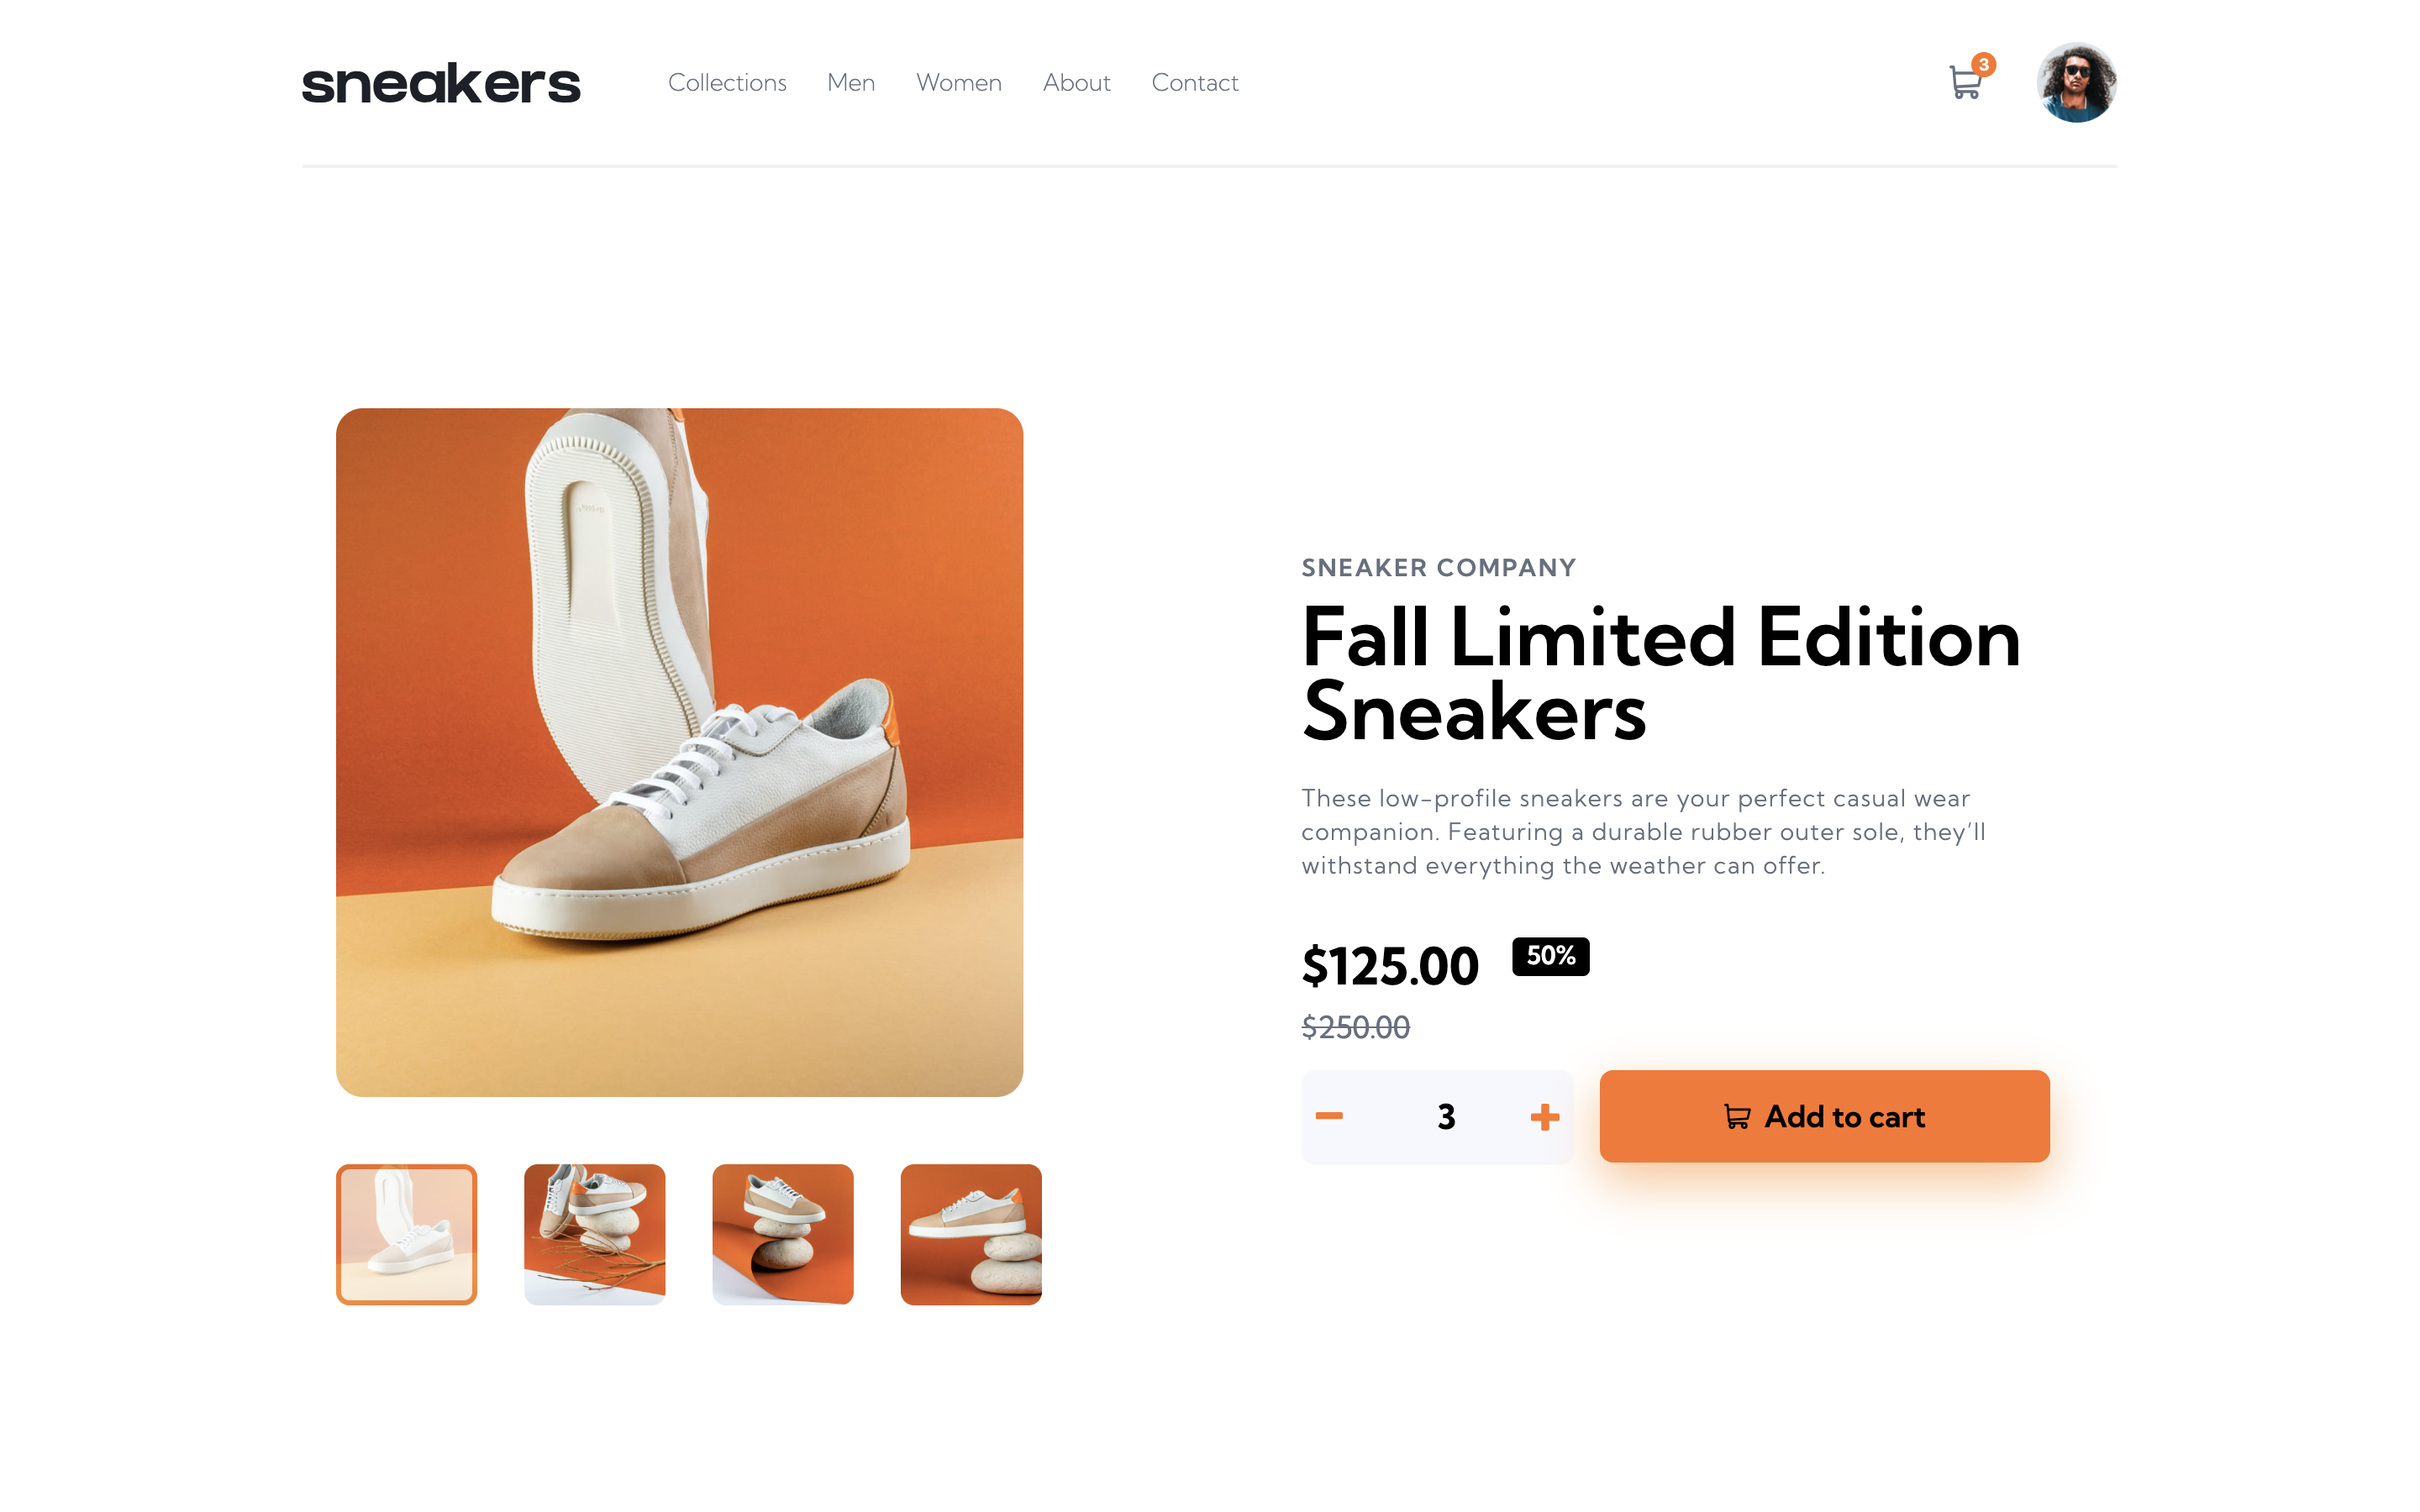 sneakers
Collections Men Women About Contact
3
SNEAKER COMPANY
Fall Limited Edition
Sneakers
These low-profile sneakers are your perfect casual wear
companion. Featuring a durable rubber outer sole, they’ll
withstand everything the weather can offer.
$125.00 50%
$250.00
3
Add to cart